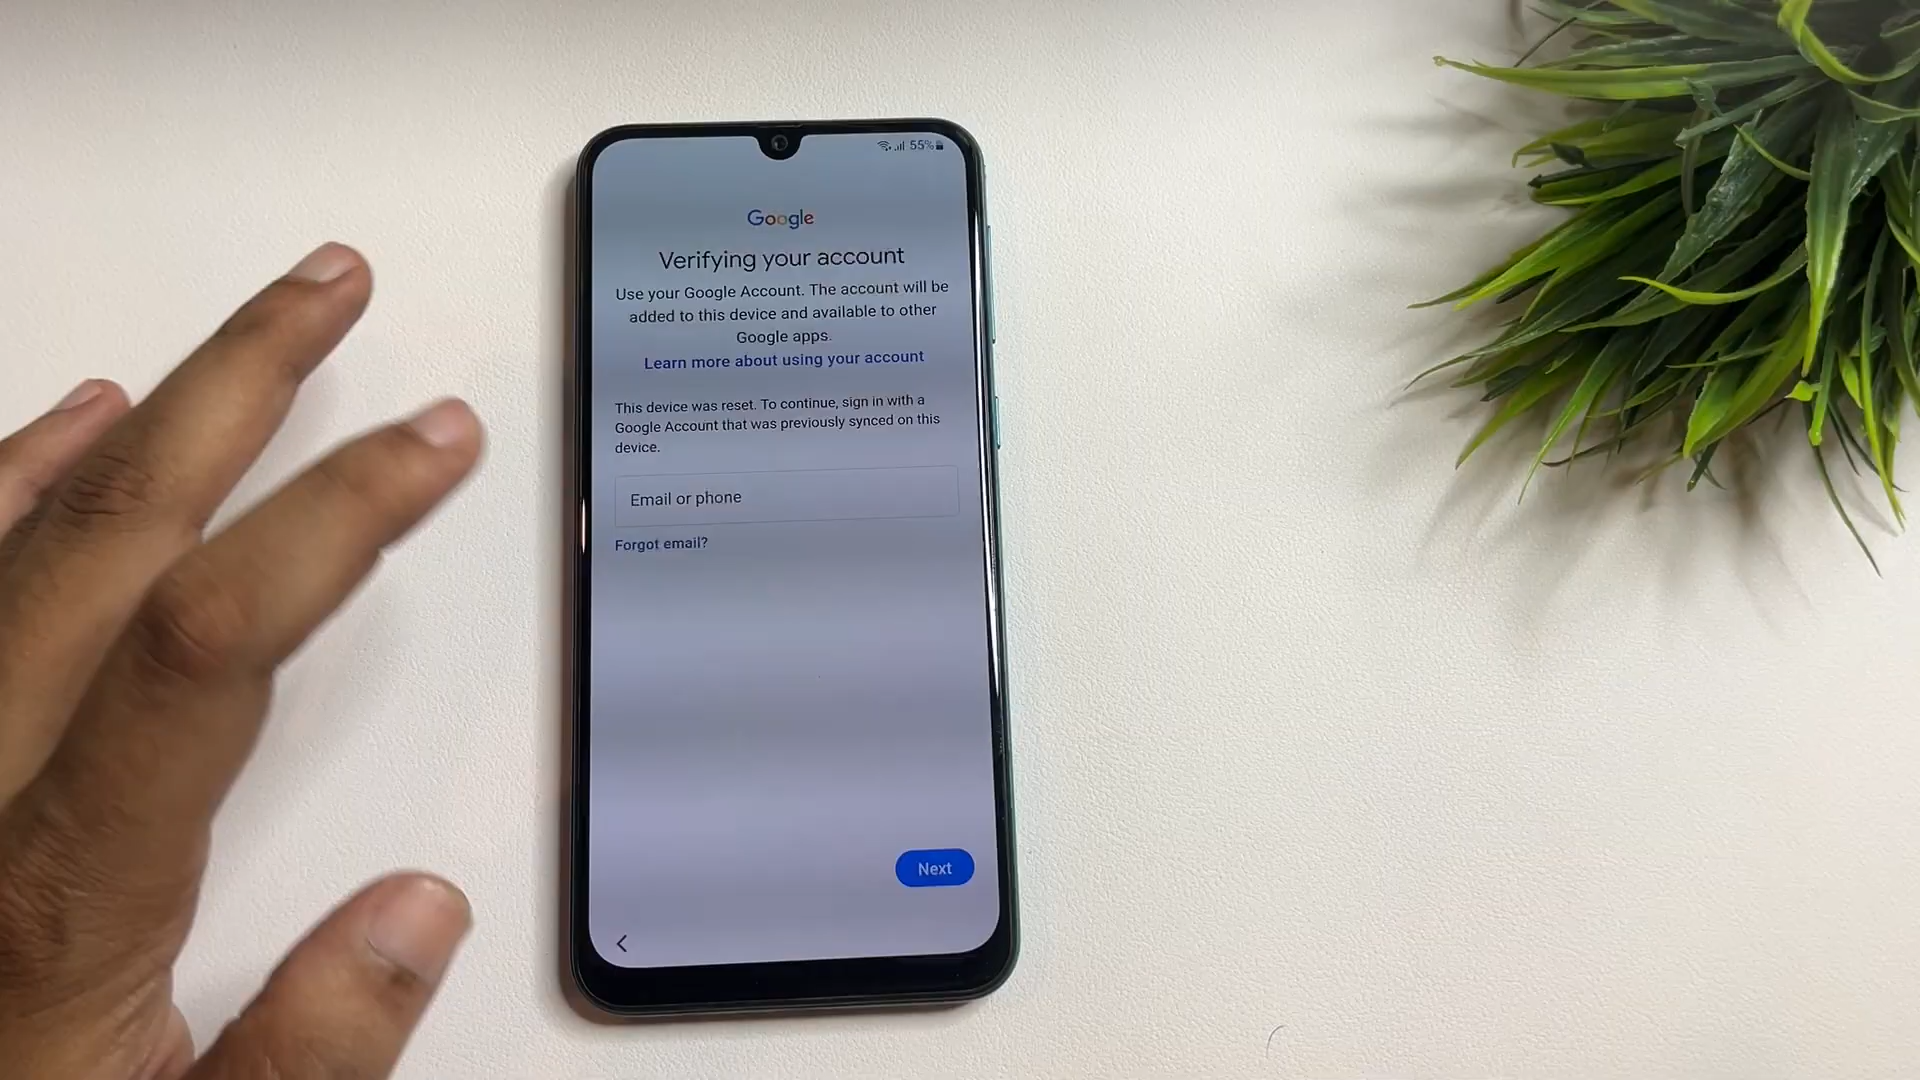 55%
Google
Verifying your account
Use your Google Account. The account will be
added to this device and available to other
Google apps.
Learn more about using your account
This device was reset. To continue, sign in with a
Google Account that was previously synced on this
device.
Email or phone
Forgot email?
Next